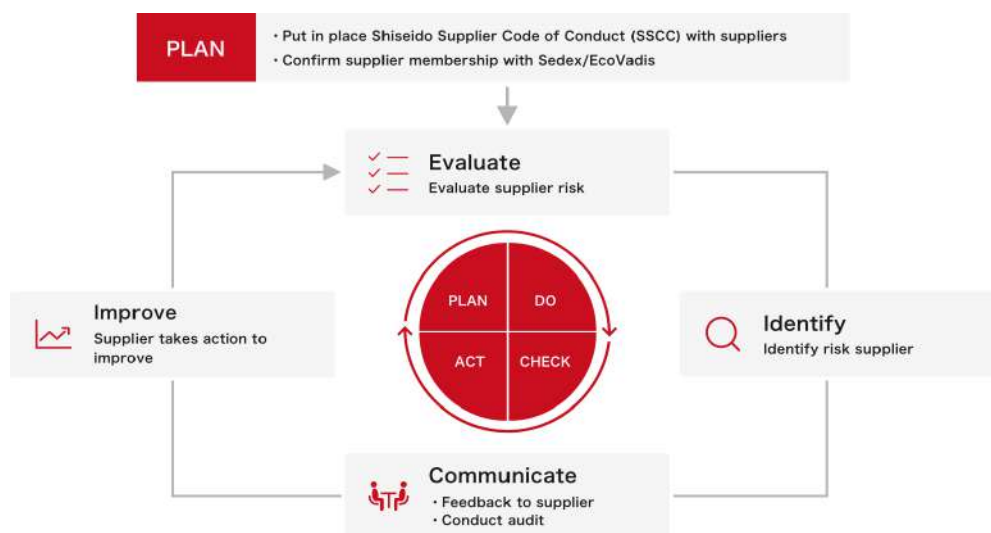 PLAN
・Put in place Shiseido Supplier Code of Conduct (SSCC) with suppliers
・Confirm supplier membership with Sedex/EcoVadis
Evaluate
Evaluate supplier risk
Improve
Supplier takes action to
improve
PLAN
DO
ACT
CHECK
Identify
Identify risk supplier
Communicate
・Feedback to supplier
・Conduct audit